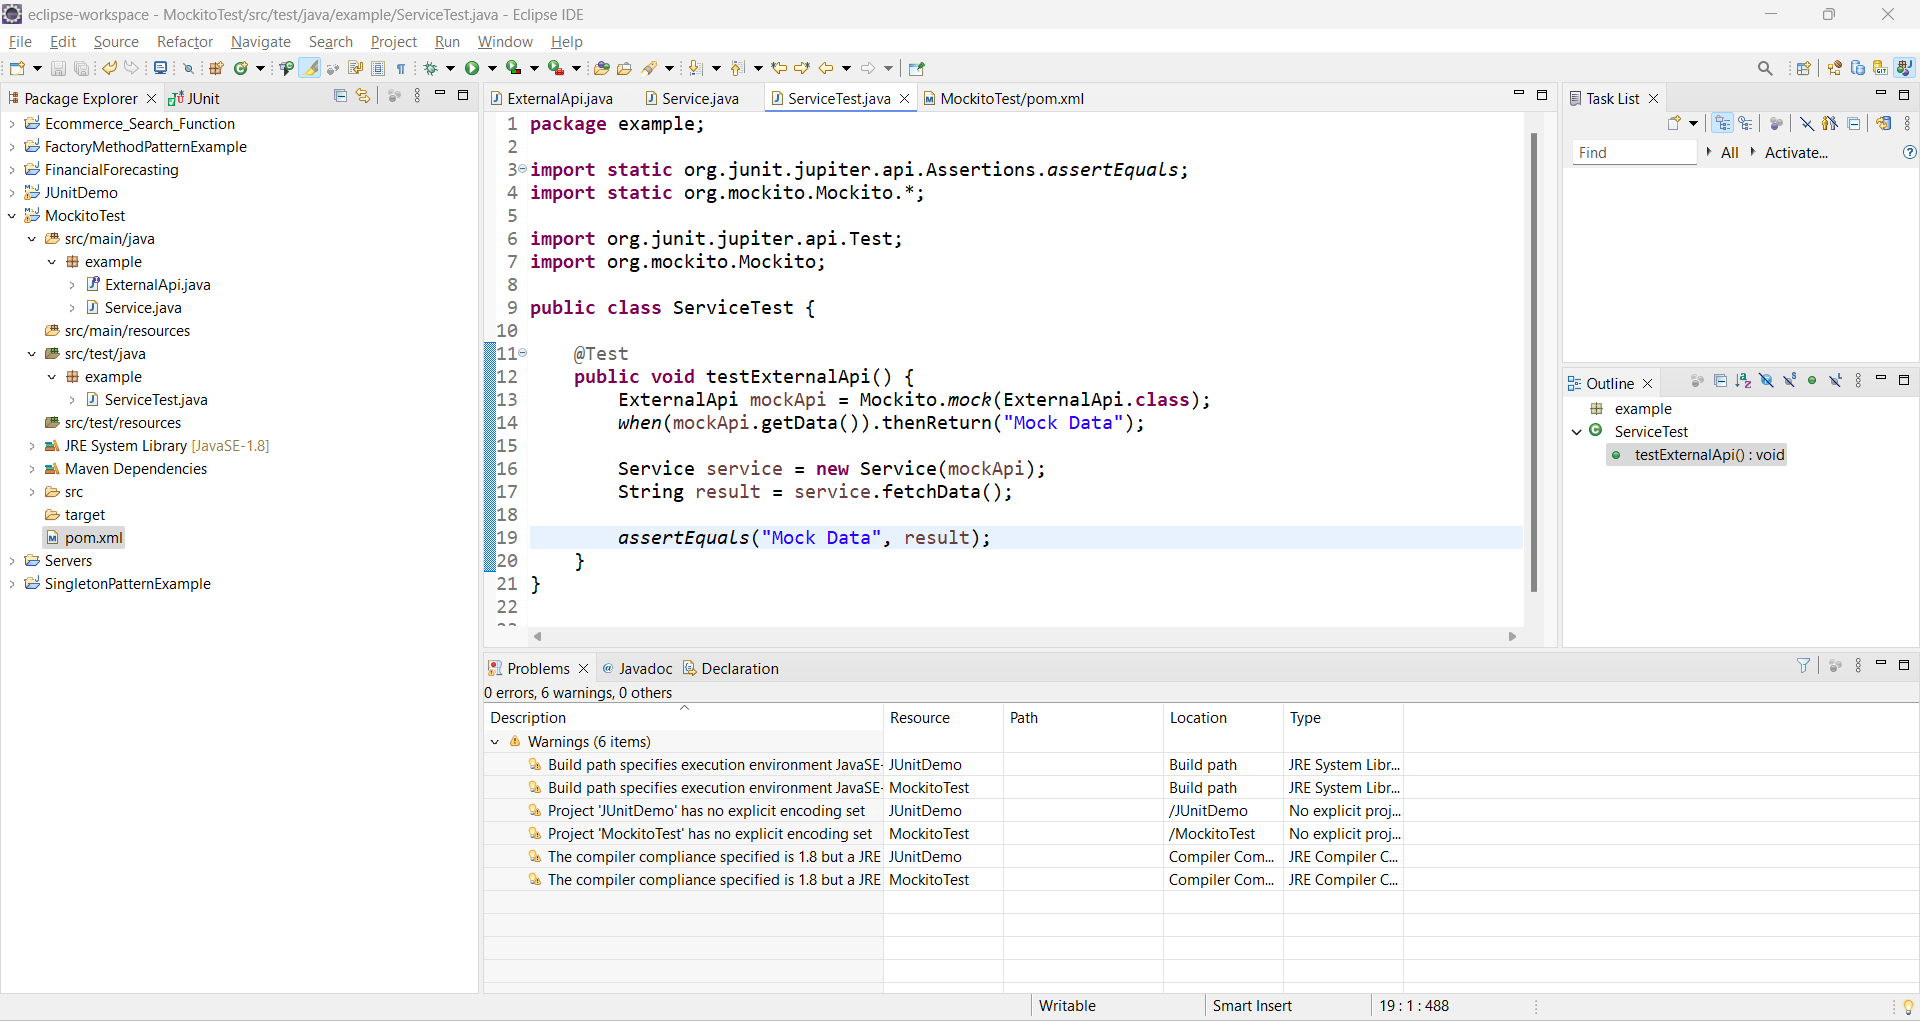 eclipse-workspace - MockitoTest/src/test/java/example/ServiceTest.java - Eclipse IDE
File Edit Source Refactor Navigate Search Project Run Window Help
Package Explorer
JUnit
Ecommerce_Search_Function
FactoryMethodPatternExample
FinancialForecasting
JUnitDemo
MockitoTest
src/main/java
example
ExternalApi.java
Service.java
src/main/resources
src/test/java
example
ServiceTest.java
src/test/resources
JRE System Library [JavaSE-1.8]
Maven Dependencies
src
target
pom.xml
Servers
SingletonPatternExample
ExternalApi.java Service.java ServiceTest.java MockitoTest/pom.xml
1 package example;
2
3 import static org.junit.jupiter.api.Assertions.assertEquals;
4 import static org.mockito.Mockito.*;
5
6 import org.junit.jupiter.api.Test;
7 import org.mockito.Mockito;
8
9 public class ServiceTest {
10
11 @Test
12 public void testExternalApi() {
13 ExternalApi mockApi = Mockito.mock(ExternalApi.class);
14 when(mockApi.getData()).thenReturn("Mock Data");
15
16 Service service = new Service(mockApi);
17 String result = service.fetchData();
18
19 assertEquals("Mock Data", result);
20 }
21 }
22
Task List
Find All Activate...
Outline
example
ServiceTest
testExternalApi() : void
Problems Javadoc Declaration
0 errors, 6 warnings, 0 others
Description Resource Path Location Type
Warnings (6 items)
Build path specifies execution environment JavaSE- JUnitDemo Build path JRE System Libr...
Build path specifies execution environment JavaSE- MockitoTest Build path JRE System Libr...
Project 'JUnitDemo' has no explicit encoding set JUnitDemo /JUnitDemo No explicit proj...
Project 'MockitoTest' has no explicit encoding set MockitoTest /MockitoTest No explicit proj...
The compiler compliance specified is 1.8 but a JRE JUnitDemo Compiler Com... JRE Compiler C...
The compiler compliance specified is 1.8 but a JRE MockitoTest Compiler Com... JRE Compiler C...
Writable Smart Insert 19 : 1 : 488